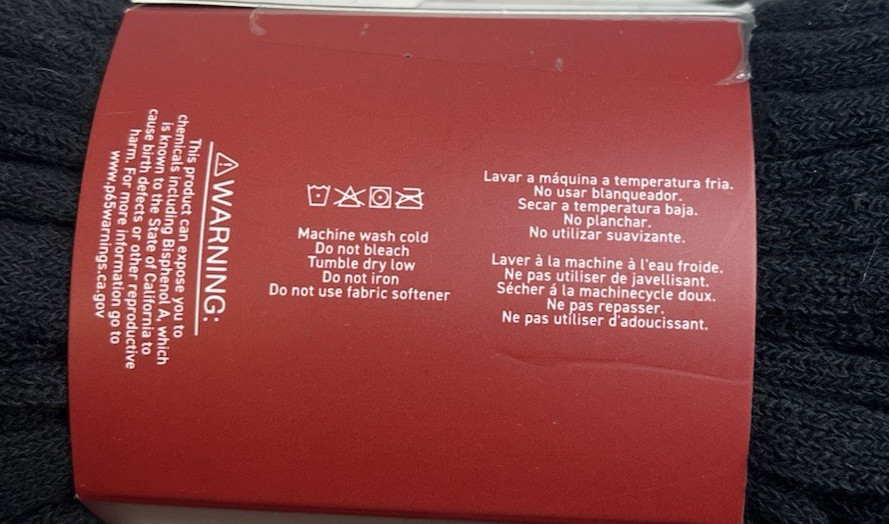 ⚠WARNING:
This product can expose you to
chemicals including Bisphenol A, which
is known to the State of California to
cause birth defects or other reproductive
harm. For more information go to
www.p65warnings.ca.gov
Machine wash cold
Do not bleach
Tumble dry low
Do not iron
Do not use fabric softener
Lavar a máquina a temperatura fria.
No usar blanqueador.
Secar a temperatura baja.
No planchar.
No utilizar suavizante.
Laver à la machine à l'eau froide.
Ne pas utiliser de javellisant.
Sécher á la machinecycle doux.
Ne pas repasser.
Ne pas utiliser d'adoucissant.